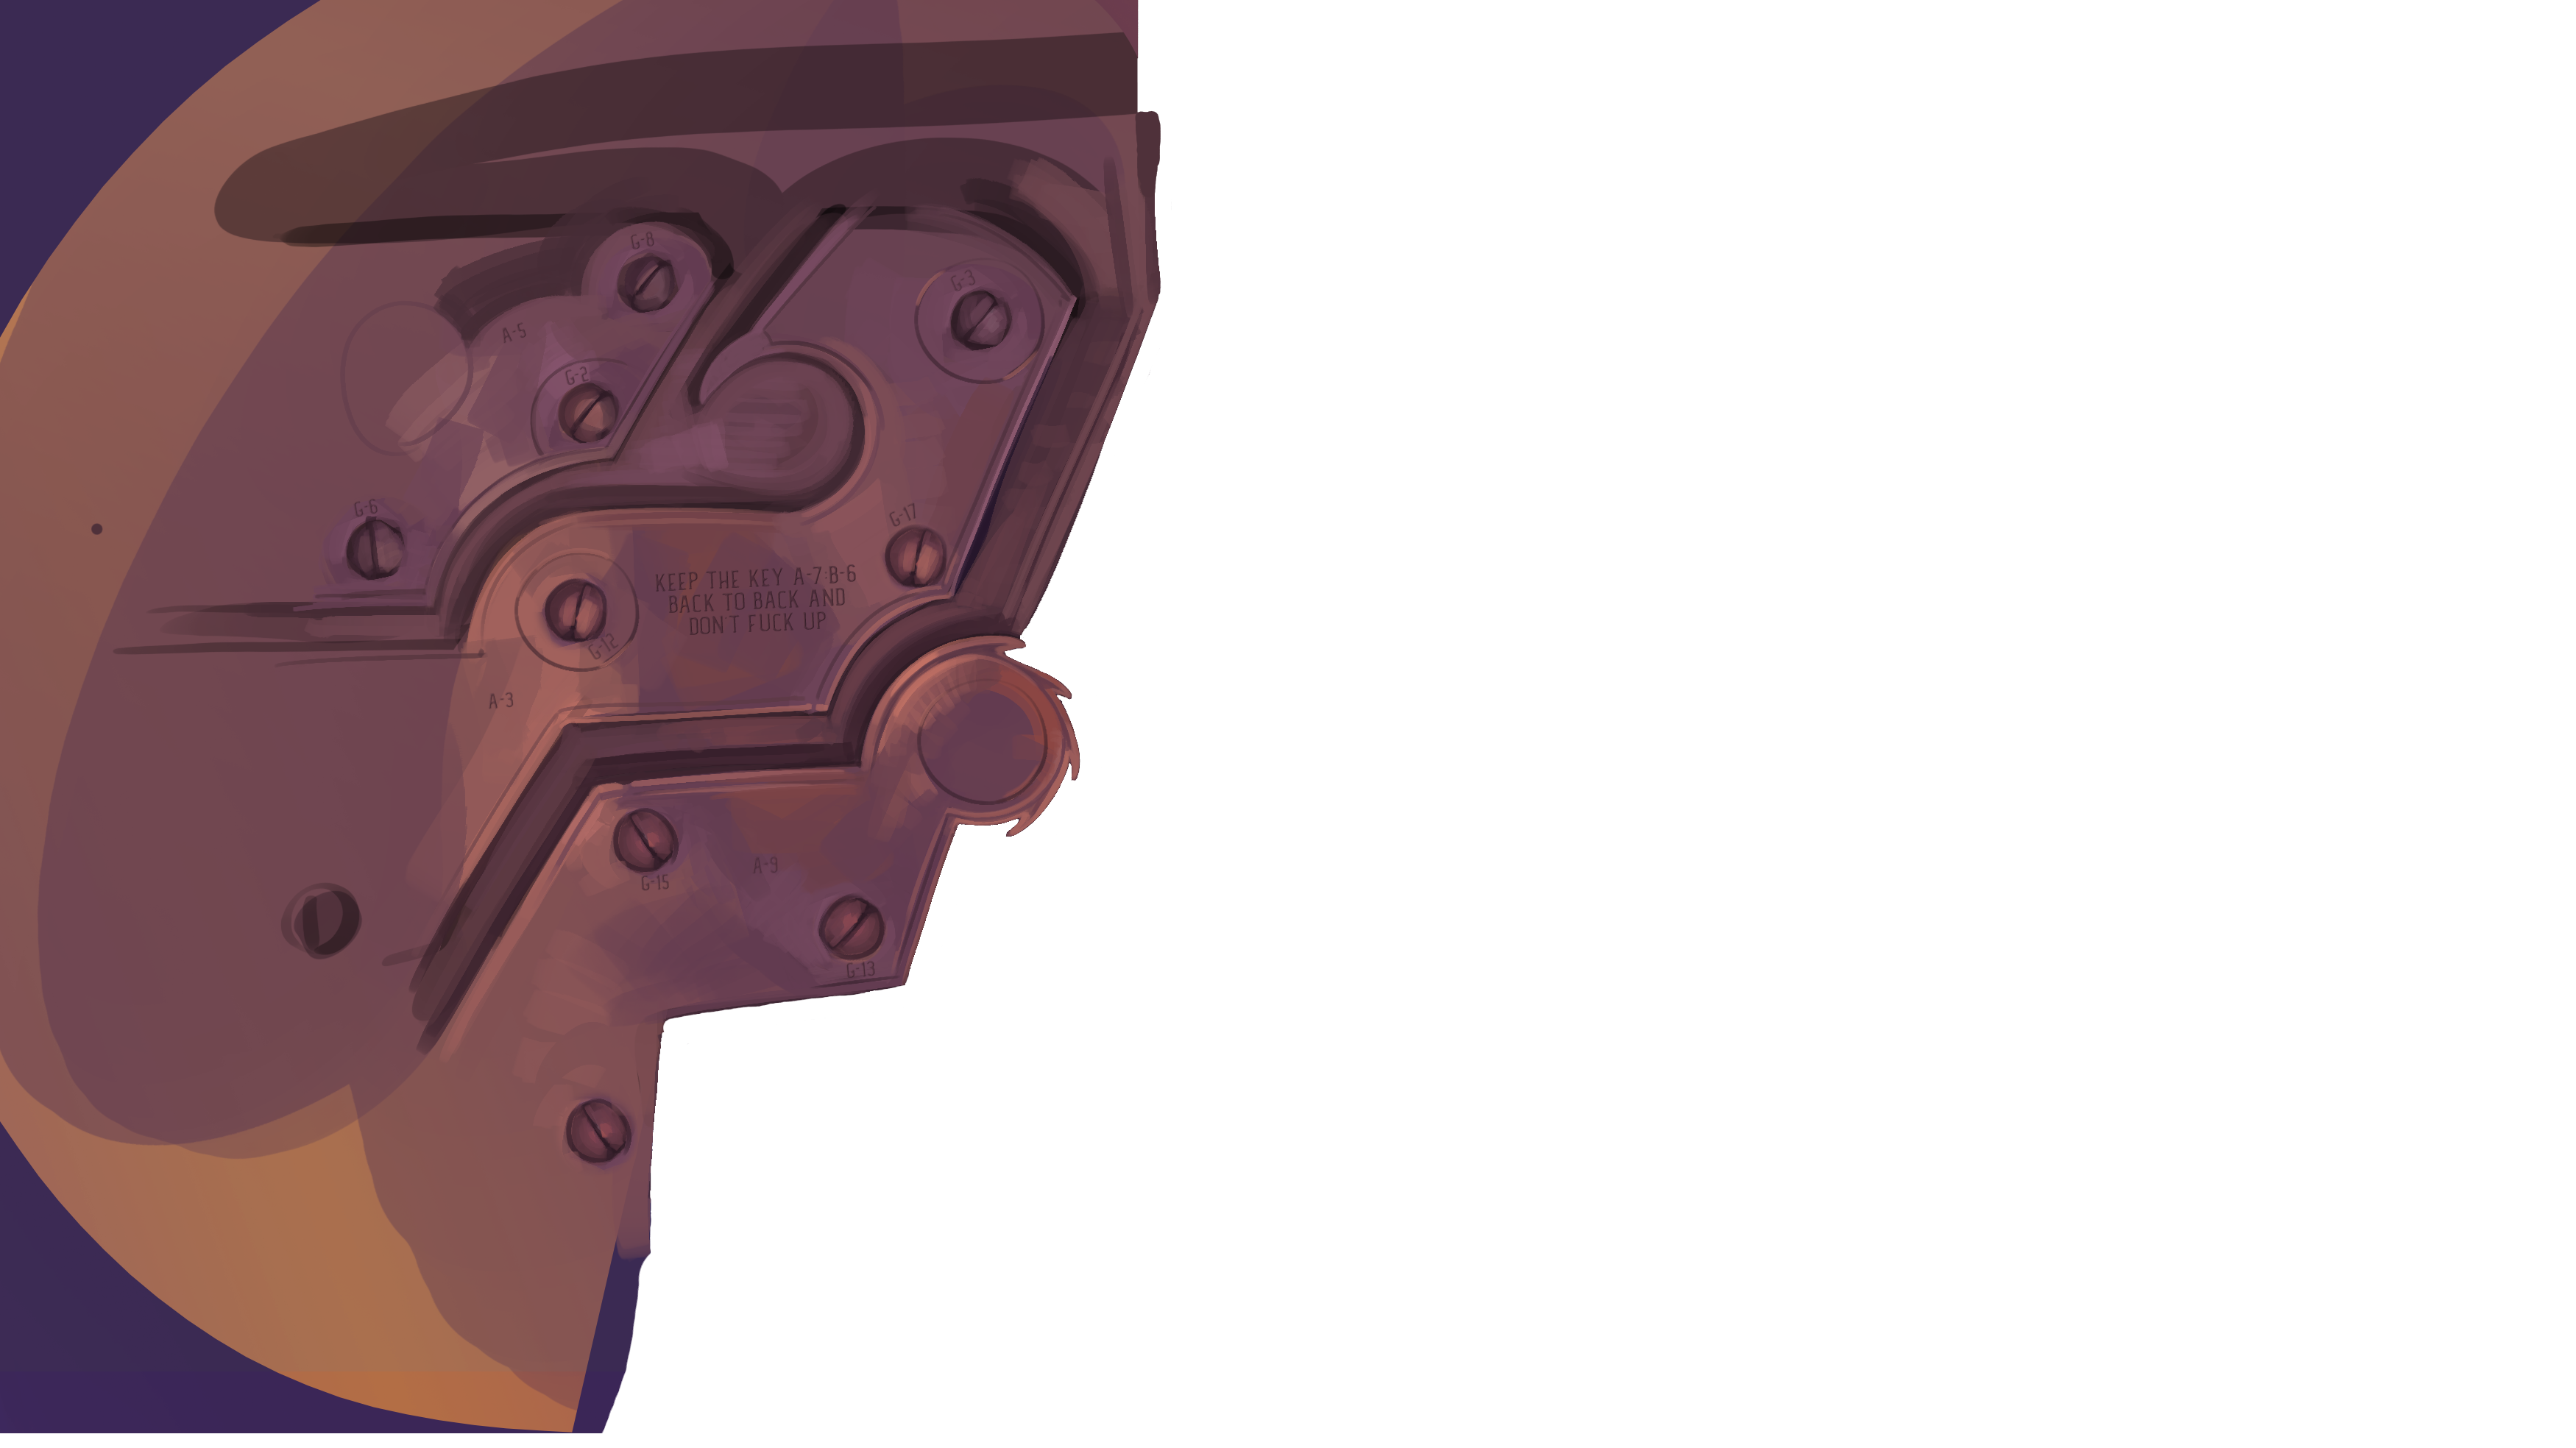 G-8
G-3
A-5
G-2
G-6
G-17
KEEP THE KEY A-7:B-6
BACK TO BACK AND
DON'T FUCK UP
G-12
A-3
A-9
G-15
G-13